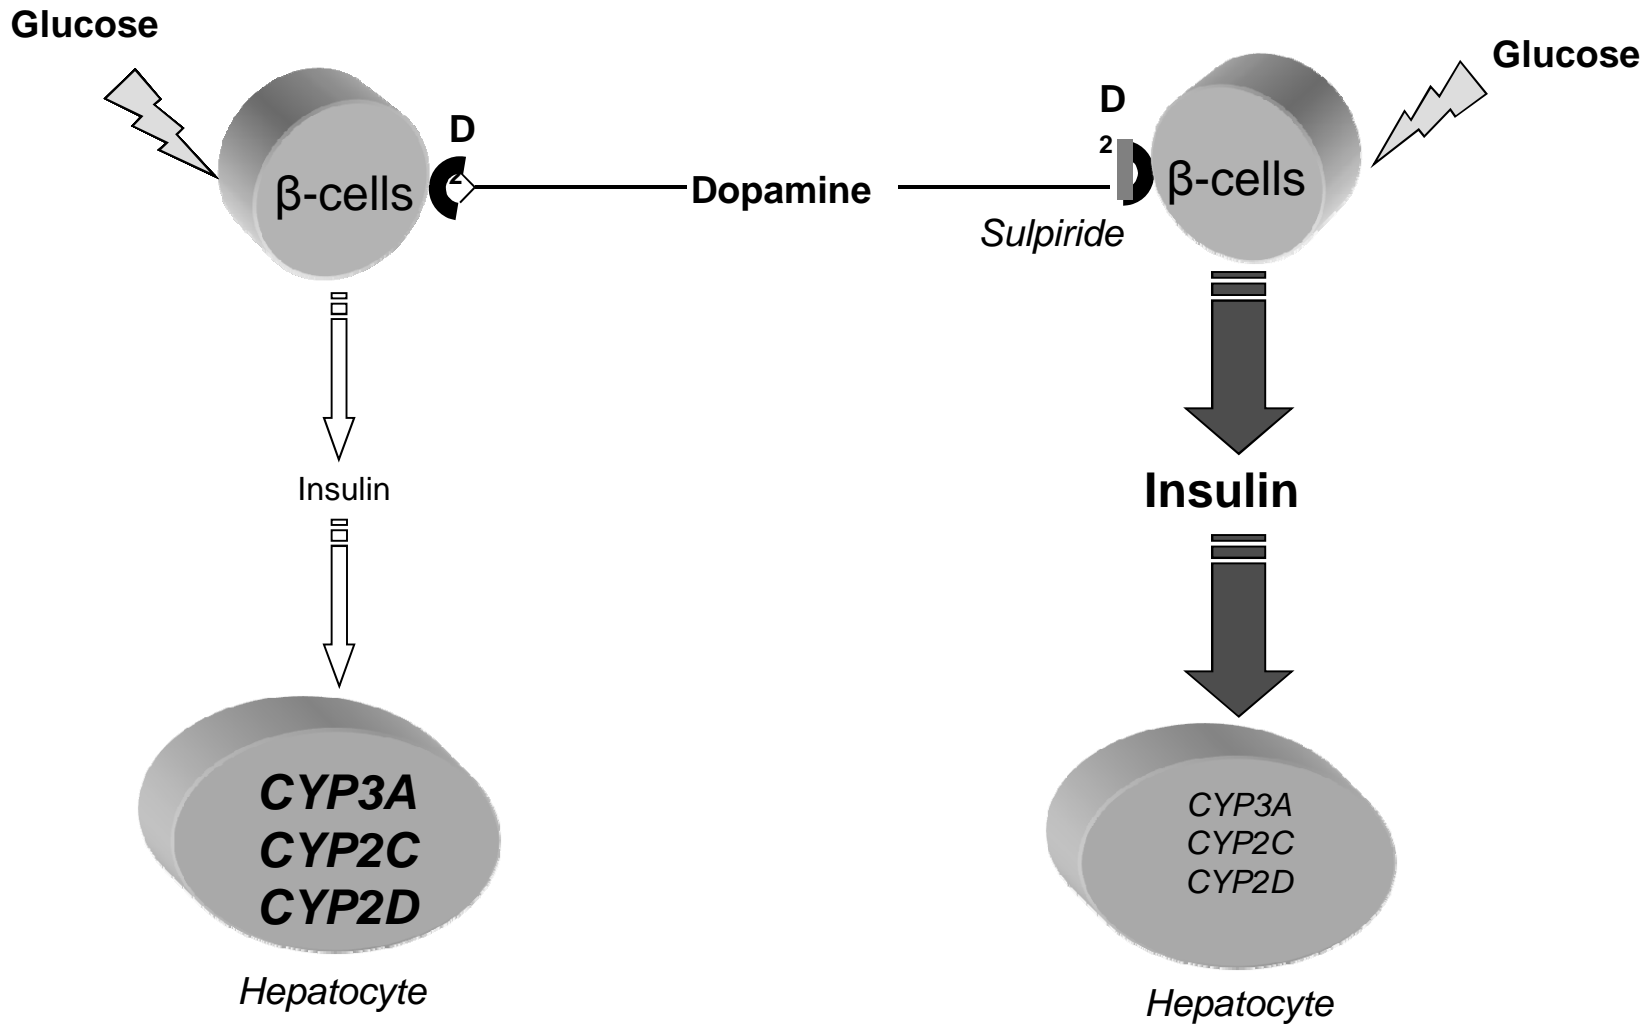 Glucose
Glucose
D
2
β-cells
Dopamine
D
2
β-cells
Sulpiride
Insulin
Insulin
CYP3A
CYP2C
CYP2D
Hepatocyte
CYP3A
CYP2C
CYP2D
Hepatocyte